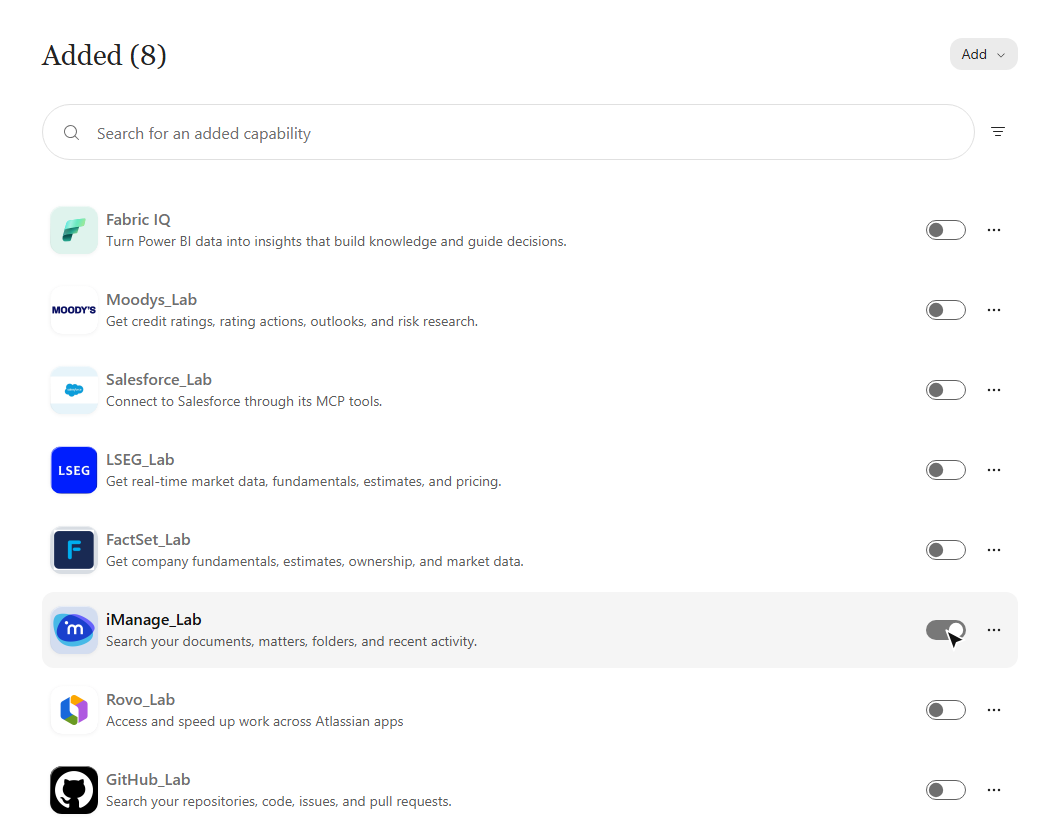 Added (8)
Add
Search for an added capability
Fabric IQ
Turn Power BI data into insights that build knowledge and guide decisions.
MOODY'S
Moodys_Lab
Get credit ratings, rating actions, outlooks, and risk research.
Salesforce_Lab
Connect to Salesforce through its MCP tools.
LSEG
LSEG_Lab
Get real-time market data, fundamentals, estimates, and pricing.
F
FactSet_Lab
Get company fundamentals, estimates, ownership, and market data.
im
iManage_Lab
Search your documents, matters, folders, and recent activity.
Rovo_Lab
Access and speed up work across Atlassian apps
GitHub_Lab
Search your repositories, code, issues, and pull requests.